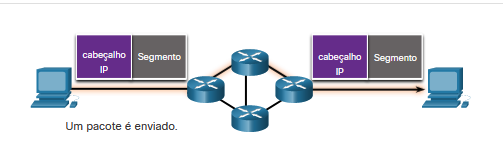 cabeçalho
IP
Segmento
cabeçalho
IP
Segmento
Um pacote é enviado.